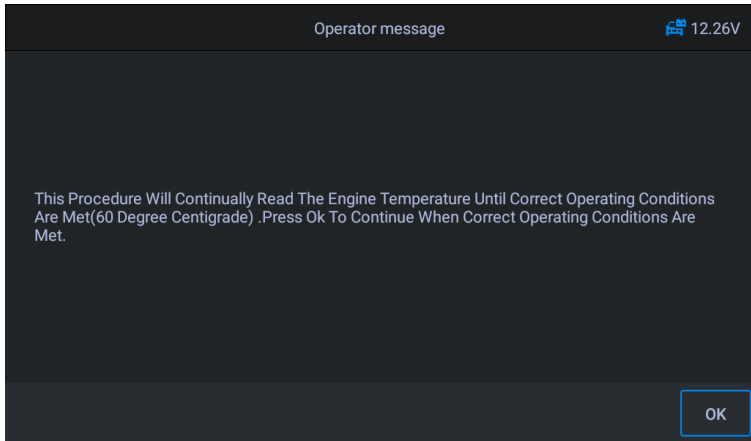 Operator message
12.26V
This Procedure Will Continually Read The Engine Temperature Until Correct Operating Conditions
Are Met(60 Degree Centigrade) .Press Ok To Continue When Correct Operating Conditions Are
Met.
OK